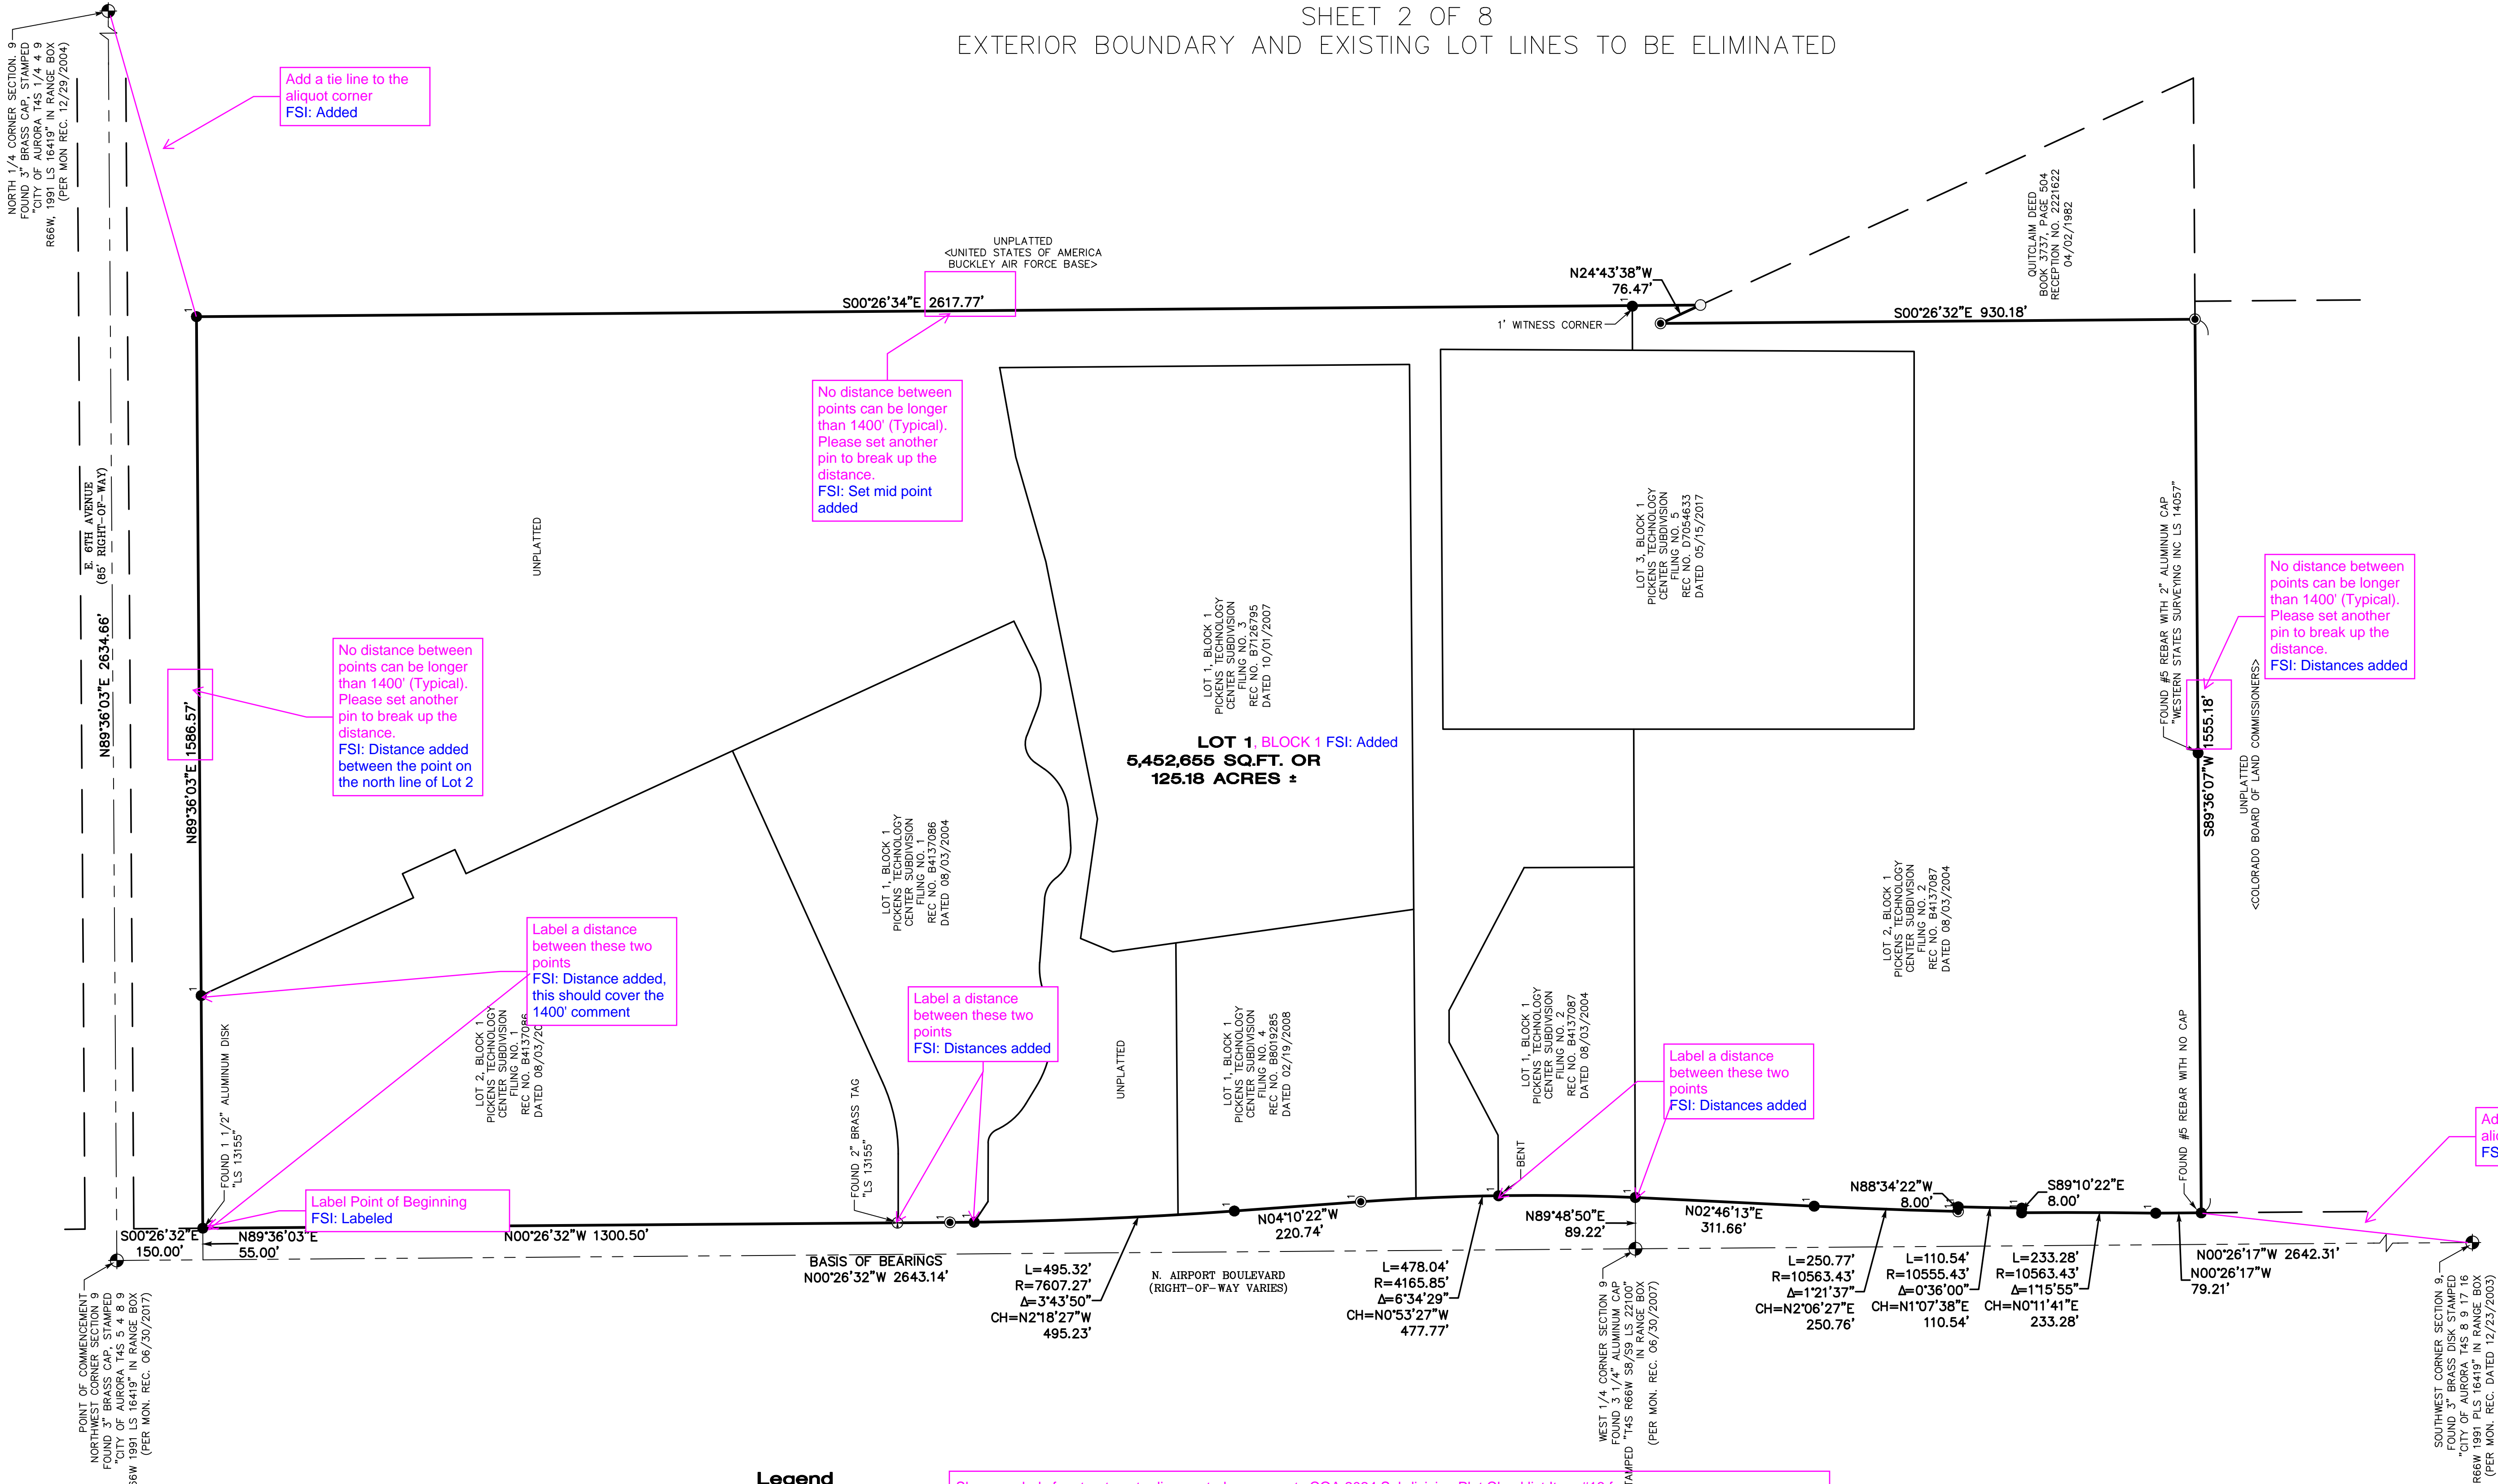 SHEET 2 OF 8
EXTERIOR BOUNDARY AND EXISTING LOT LINES TO BE ELIMINATED
NORTH 1/4 CORNER SECTION. 9
FOUND 3" BRASS CAP, STAMPED
"CITY OF AURORA T4S 1/4 4 9
R66W, 1991 LS 16419" IN RANGE BOX
(PER MON REC. 12/29/2004)
Add a tie line to the
aliquot corner
FSI: Added
UNPLATTED
<UNITED STATES OF AMERICA
BUCKLEY AIR FORCE BASE>
S00°26'34"E 2617.77'
N24°43'38"W
76.47'
1' WITNESS CORNER
QUITCLAIM DEED
BOOK 3737, PAGE 504
RECEPTION NO. 2221622
04/02/1982
S00°26'32"E 930.18'
No distance between
points can be longer
than 1400' (Typical).
Please set another
pin to break up the
distance.
FSI: Set mid point
added
E. 6TH AVENUE
(85' RIGHT-OF-WAY)
N89°36'03"E 2634.66'
UNPLATTED
No distance between
points can be longer
than 1400' (Typical).
Please set another
pin to break up the
distance.
FSI: Distance added
between the point on
the north line of Lot 2
N89°36'03"E 1586.57'
LOT 1, BLOCK 1
PICKENS TECHNOLOGY
CENTER SUBDIVISION
FILING NO. 3
REC NO. B7126795
DATED 10/01/2007
LOT 3, BLOCK 1
PICKENS TECHNOLOGY
CENTER SUBDIVISION
FILING NO. 5
REC NO. D7054633
DATED 05/15/2017
LOT 1, BLOCK 1 FSI: Added
5,452,655 SQ.FT. OR
125.18 ACRES ±
FOUND #5 REBAR WITH 2" ALUMINUM CAP
"WESTERN STATES SURVEYING INC LS 14057"
No distance between
points can be longer
than 1400' (Typical).
Please set another
pin to break up the
distance.
FSI: Distances added
S89°36'07"W 1555.18'
UNPLATTED
<COLORADO BOARD OF LAND COMMISSIONERS>
LOT 1, BLOCK 1
PICKENS TECHNOLOGY
CENTER SUBDIVISION
FILING NO. 1
REC NO. B4137086
DATED 08/03/2004
LOT 2, BLOCK 1
PICKENS TECHNOLOGY
CENTER SUBDIVISION
FILING NO. 2
REC NO. B4137087
DATED 08/03/2004
Label a distance
between these two
points
FSI: Distance added,
this should cover the
1400' comment
LOT 2, BLOCK 1
PICKENS TECHNOLOGY
CENTER SUBDIVISION
FILING NO. 1
REC NO. B4137086
DATED 08/03/20
Label a distance
between these two
points
FSI: Distances added
UNPLATTED
LOT 1, BLOCK 1
PICKENS TECHNOLOGY
CENTER SUBDIVISION
FILING NO. 4
REC NO. B8019285
DATED 02/19/2008
LOT 1, BLOCK 1
PICKENS TECHNOLOGY
CENTER SUBDIVISION
FILING NO. 2
REC NO. B4137087
DATED 08/03/2004
Label a distance
between these two
points
FSI: Distances added
FOUND 1 1/2" ALUMINUM DISK
"LS 13155"
FOUND 2" BRASS TAG
"LS 13155"
BENT
FOUND #5 REBAR WITH NO CAP
Ad
alic
FS
Label Point of Beginning
FSI: Labeled
S00°26'32"E
150.00'
N89°36'03"E
55.00'
N00°26'32"W 1300.50'
BASIS OF BEARINGS
N00°26'32"W 2643.14'
L=495.32'
R=7607.27'
Δ=3°43'50"
CH=N2°18'27"W
495.23'
N. AIRPORT BOULEVARD
(RIGHT-OF-WAY VARIES)
N04°10'22"W
220.74'
L=478.04'
R=4165.85'
Δ=6°34'29"
CH=N0°53'27"W
477.77'
N89°48'50"E
89.22'
N02°46'13"E
311.66'
N88°34'22"W
8.00'
S89°10'22"E
8.00'
L=250.77'
R=10563.43'
Δ=1°21'37"
CH=N2°06'27"E
250.76'
L=110.54'
R=10555.43'
Δ=0°36'00"
CH=N1°07'38"E
110.54'
L=233.28'
R=10563.43'
Δ=1°15'55"
CH=N0°11'41"E
233.28'
N00°26'17"W 2642.31'
N00°26'17"W
79.21'
POINT OF COMMENCEMENT
NORTHWEST CORNER SECTION 9
FOUND 3" BRASS CAP, STAMPED
"CITY OF AURORA T4S 5 4 8 9
66W 1991 LS 16419" IN RANGE BOX
(PER MON. REC. 06/30/2017)
WEST 1/4 CORNER SECTION 9
FOUND 3 1/4" ALUMINUM CAP
TAMPED "T4S R66W S8/S9 LS 22100"
IN RANGE BOX
(PER MON. REC. 06/30/2007)
SOUTHWEST CORNER SECTION 9,
FOUND 3" BRASS DISK STAMPED
"CITY OF AURORA T4S 8 9 17 16
R66W 1991 PLS 16419" IN RANGE BOX
(PER MON. REC. DATED 12/23/2003)
Legend